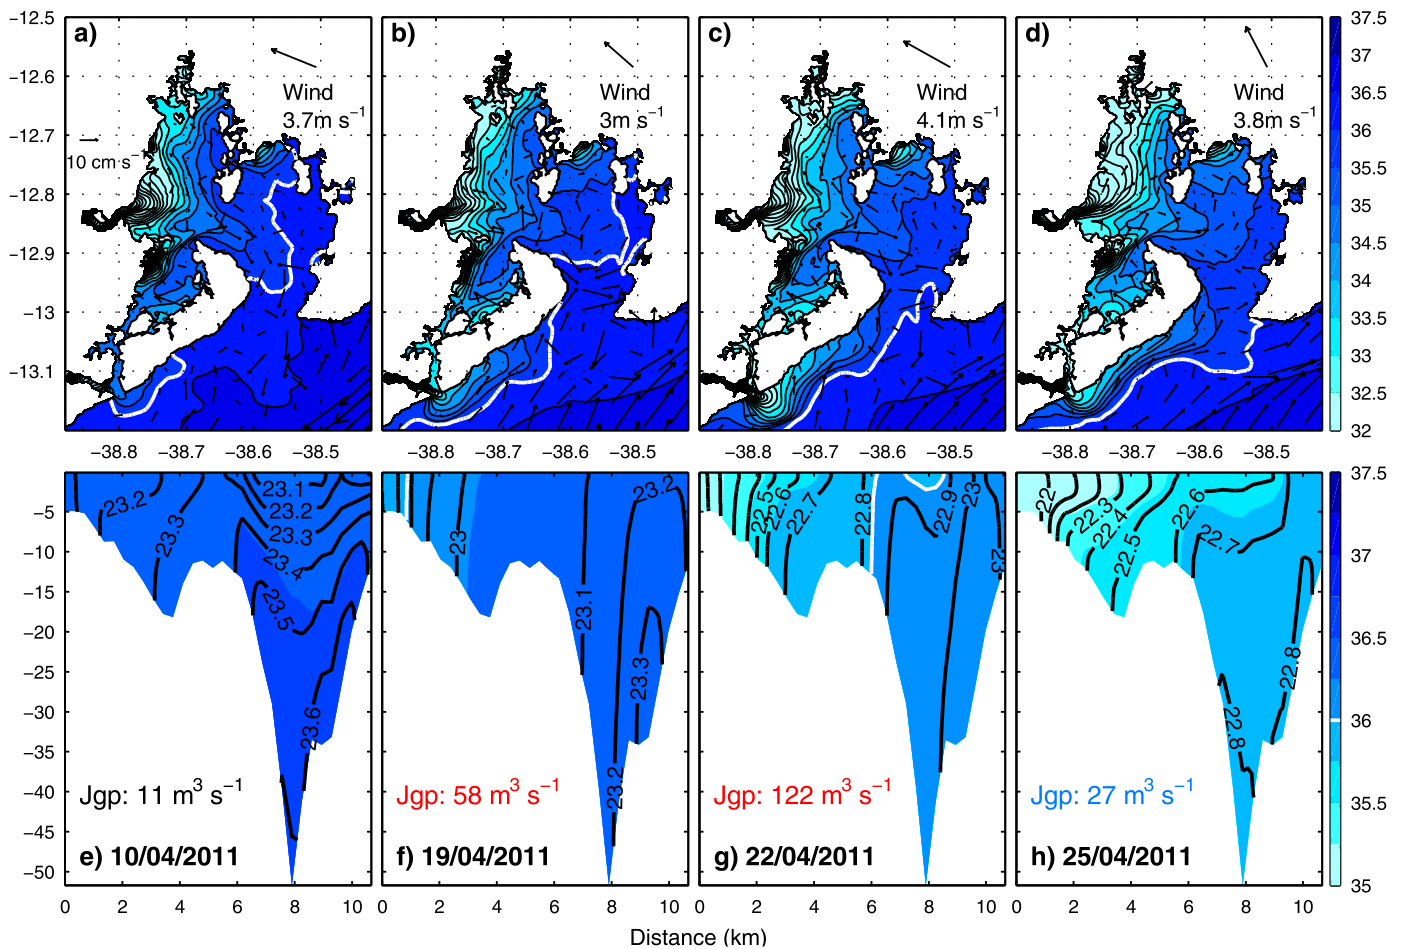 −12.5
−12.6
−12.7
−12.8
−12.9
−13
−13.1
a)
Wind
3.7m s⁻¹
10 cm s⁻¹
b)
Wind
3m s⁻¹
c)
Wind
4.1m s⁻¹
d)
Wind
3.8m s⁻¹
37.5
37
36.5
36
35.5
35
34.5
34
33.5
33
32.5
32
−38.8 −38.7 −38.6 −38.5
−38.8 −38.7 −38.6 −38.5
−38.8 −38.7 −38.6 −38.5
−38.8 −38.7 −38.6 −38.5
−5
−10
−15
−20
−25
−30
−35
−40
−45
−50
23.2
23.3
23.1
23.2
23.3
23.4
23.5
23.6
Jgp: 11 m³ s⁻¹
e) 10/04/2011
23
23.1
23.2
23.3
23.2
Jgp: 58 m³ s⁻¹
f) 19/04/2011
22.5
22.6
22.7
22.8
22.9
23
23
Jgp: 122 m³ s⁻¹
g) 22/04/2011
22
22.3
22.4
22.5
22.6
22.7
22.8
22.8
Jgp: 27 m³ s⁻¹
h) 25/04/2011
37.5
37
36.5
36
35.5
35
0 2 4 6 8 10
0 2 4 6 8 10
0 2 4 6 8 10
0 2 4 6 8 10
Distance (km)